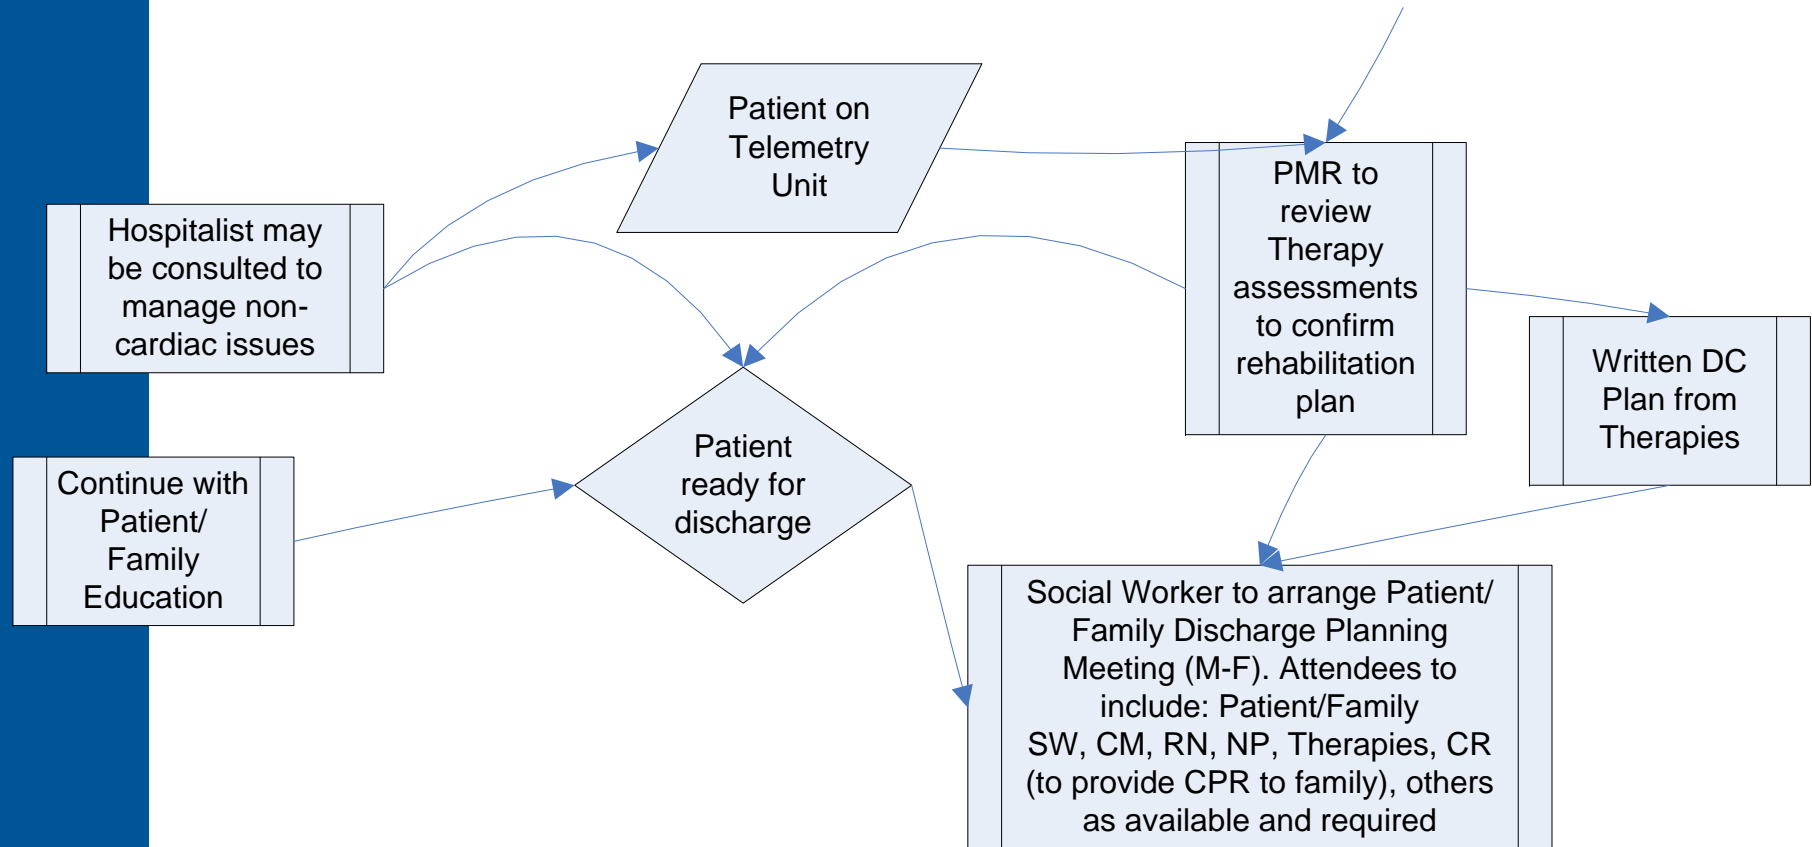 Patient on
Telemetry
Unit
PMR to
review
Therapy
assessments
to confirm
rehabilitation
plan
Hospitalist may
be consulted to
manage non-
cardiac issues
Written DC
Plan from
Therapies
Patient
ready for
discharge
Continue with
Patient/
Family
Education
Social Worker to arrange Patient/
Family Discharge Planning
Meeting (M-F). Attendees to
include: Patient/Family
SW, CM, RN, NP, Therapies, CR
(to provide CPR to family), others
as available and required